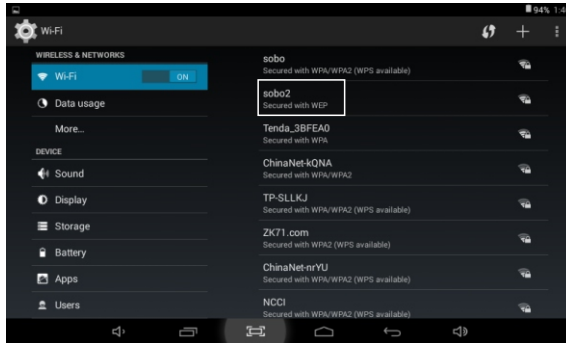 94% 1:4
Wi-Fi
WIRELESS & NETWORKS
Wi-Fi ON
Data usage
More...
DEVICE
Sound
Display
Storage
Battery
Apps
Users
sobo
Secured with WPA/WPA2 (WPS available)
sobo2
Secured with WEP
Tenda_3BFEA0
Secured with WPA
ChinaNet-kQNA
Secured with WPA/WPA2
TP-SLLKJ
Secured with WPA/WPA2 (WPS available)
ZK71.com
Secured with WPA2 (WPS available)
ChinaNet-nrYU
Secured with WPA/WPA2 (WPS available)
NCCI
Secured with WPA/WPA2 (WPS available)